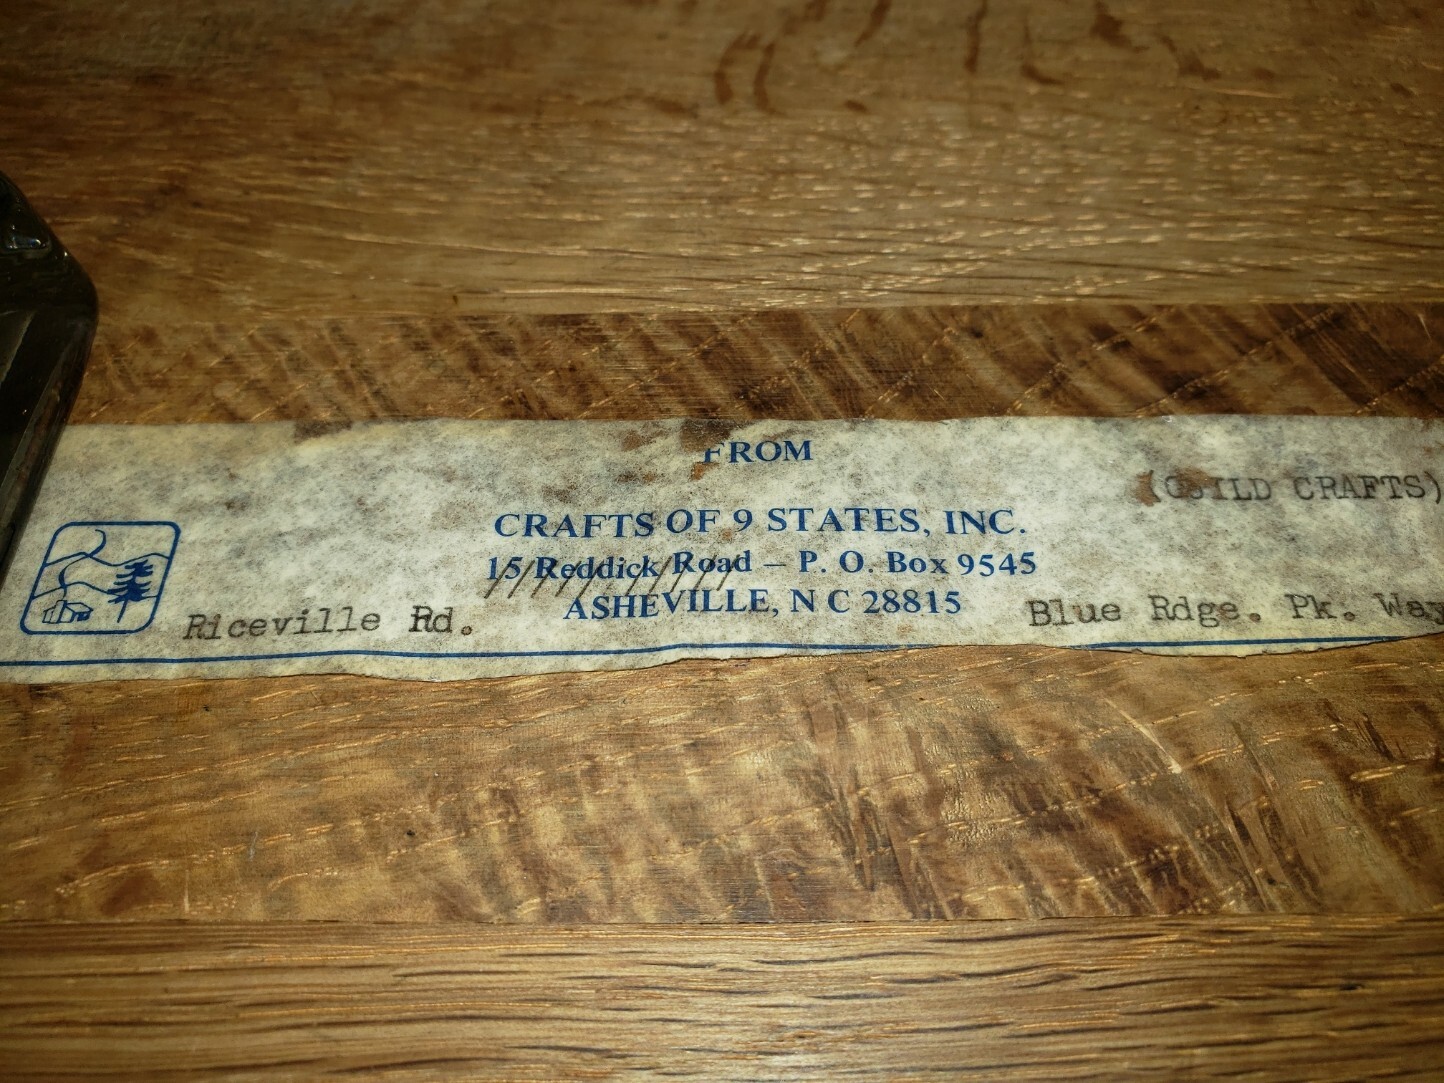 FROM
(GUILD CRAFTS)
CRAFTS OF 9 STATES, INC.
15 Reddick Road – P. O. Box 9545
ASHEVILLE, N C 28815
Riceville Rd.
Blue Rdge. Pk. Way